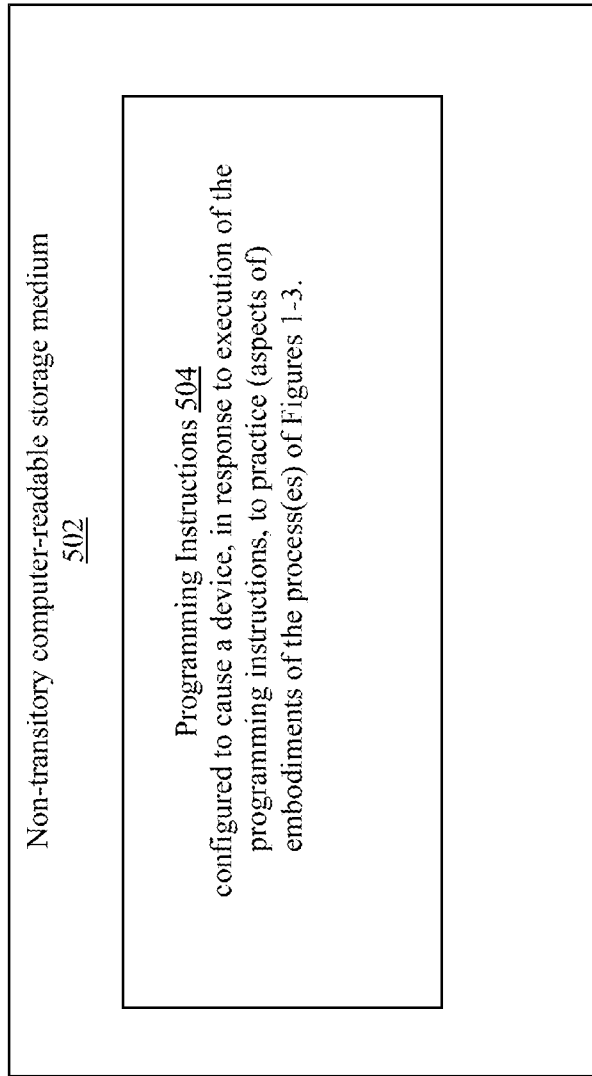 Non-transitory computer-readable storage medium
502
Programming Instructions 504
configured to cause a device, in response to execution of the
programming instructions, to practice (aspects of)
embodiments of the process(es) of Figures 1-3.